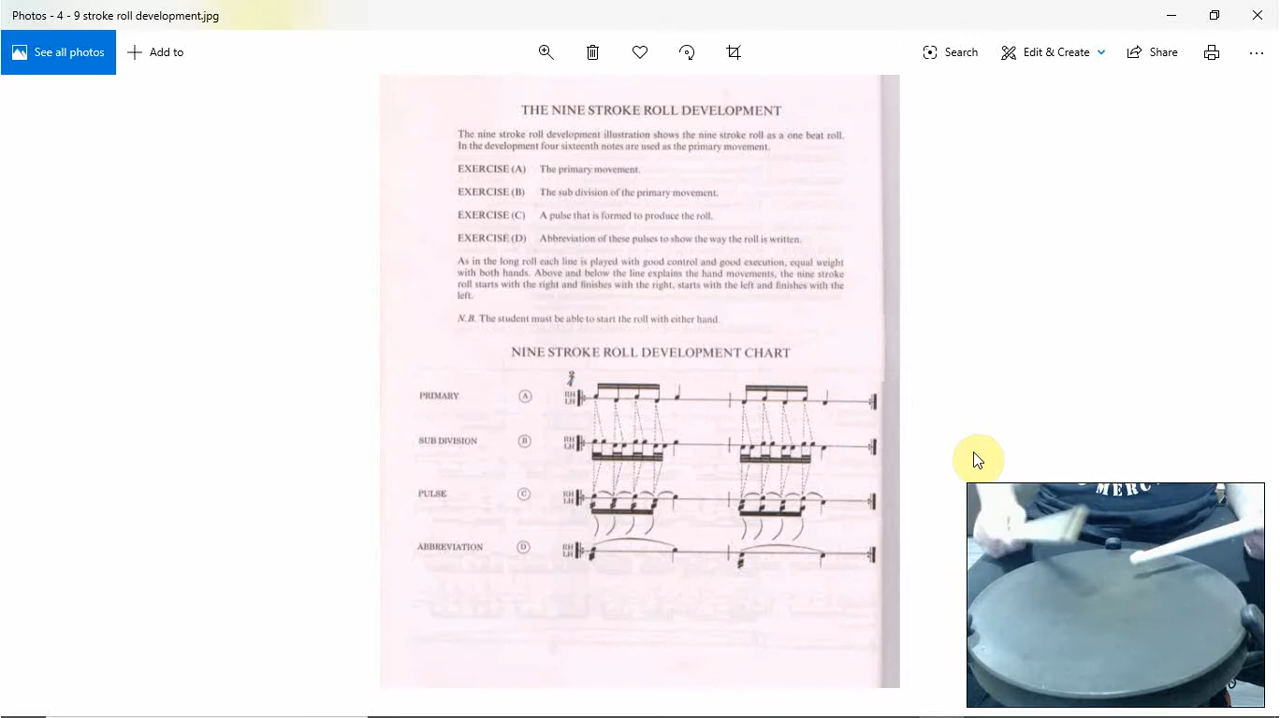 Photos - 4 - 9 stroke roll development.jpg
See all photos
Add to
Search
Edit & Create
Share
THE NINE STROKE ROLL DEVELOPMENT
The nine stroke roll development illustration shows the nine stroke roll as a one beat roll.
In the development four sixteenth notes are used as the primary movement.
EXERCISE (A) The primary movement.
EXERCISE (B) The sub division of the primary movement.
EXERCISE (C) A pulse that is formed to produce the roll.
EXERCISE (D) Abbreviation of these pulses to show the way the roll is written.
As in the long roll each line is played with good control and good execution, equal weight
with both hands. Above and below the line explains the hand movements, the nine stroke
roll starts with the right and finishes with the right, starts with the left and finishes with the
left.
N.B. The student must be able to start the roll with either hand.
NINE STROKE ROLL DEVELOPMENT CHART
PRIMARY A RH
LH
SUB DIVISION B RH
LH
PULSE C RH
LH
ABBREVIATION D RH
LH